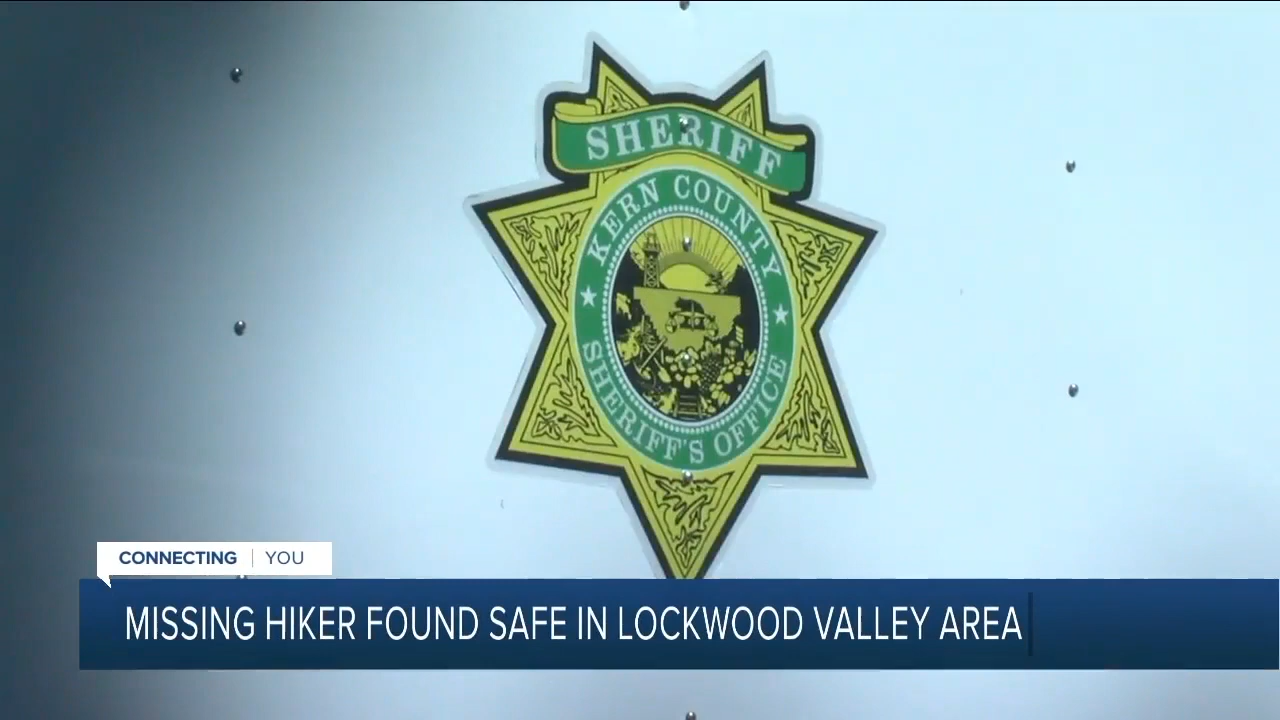 SHERIFF
KERN COUNTY
SHERIFF'S OFFICE
CONNECTING | YOU
MISSING HIKER FOUND SAFE IN LOCKWOOD VALLEY AREA